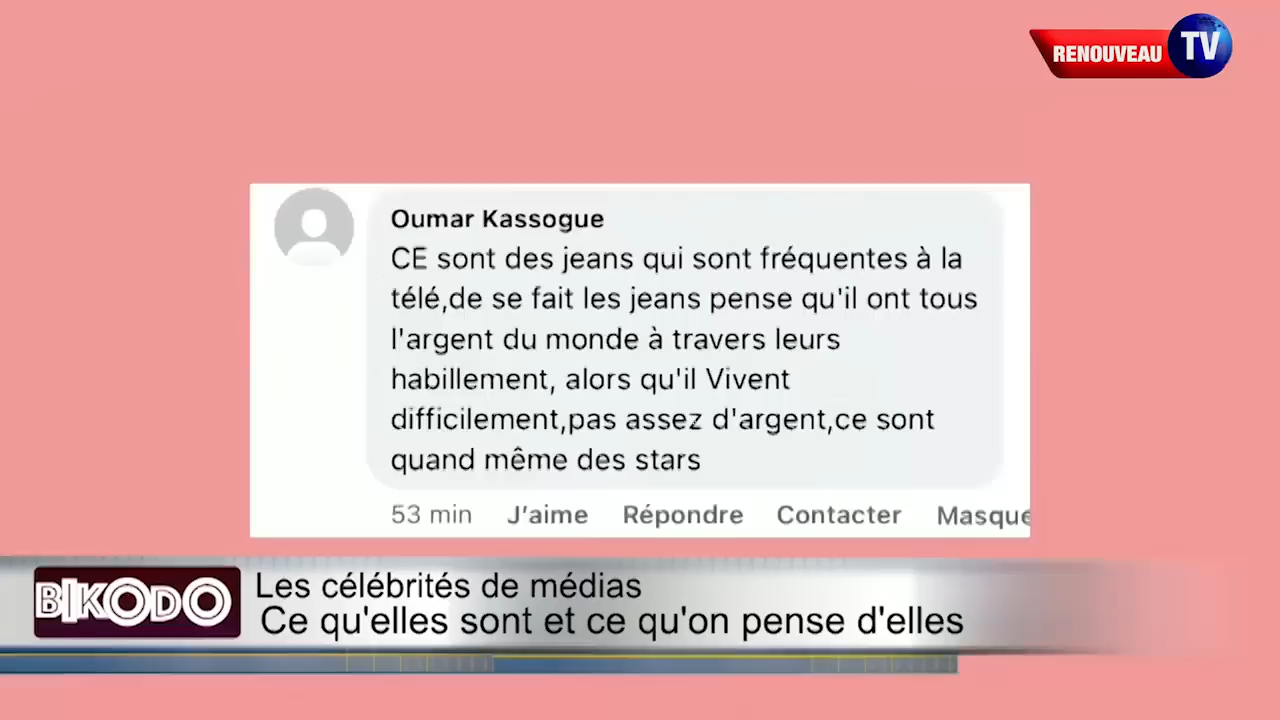 RENOUVEAU TV
Oumar Kassogue
CE sont des jeans qui sont fréquentes à la
télé,de se fait les jeans pense qu'il ont tous
l'argent du monde à travers leurs
habillement, alors qu'il Vivent
difficilement,pas assez d'argent,ce sont
quand même des stars
53 min J'aime Répondre Contacter Masque
BIKODO
Les célébrités de médias
Ce qu'elles sont et ce qu'on pense d'elles